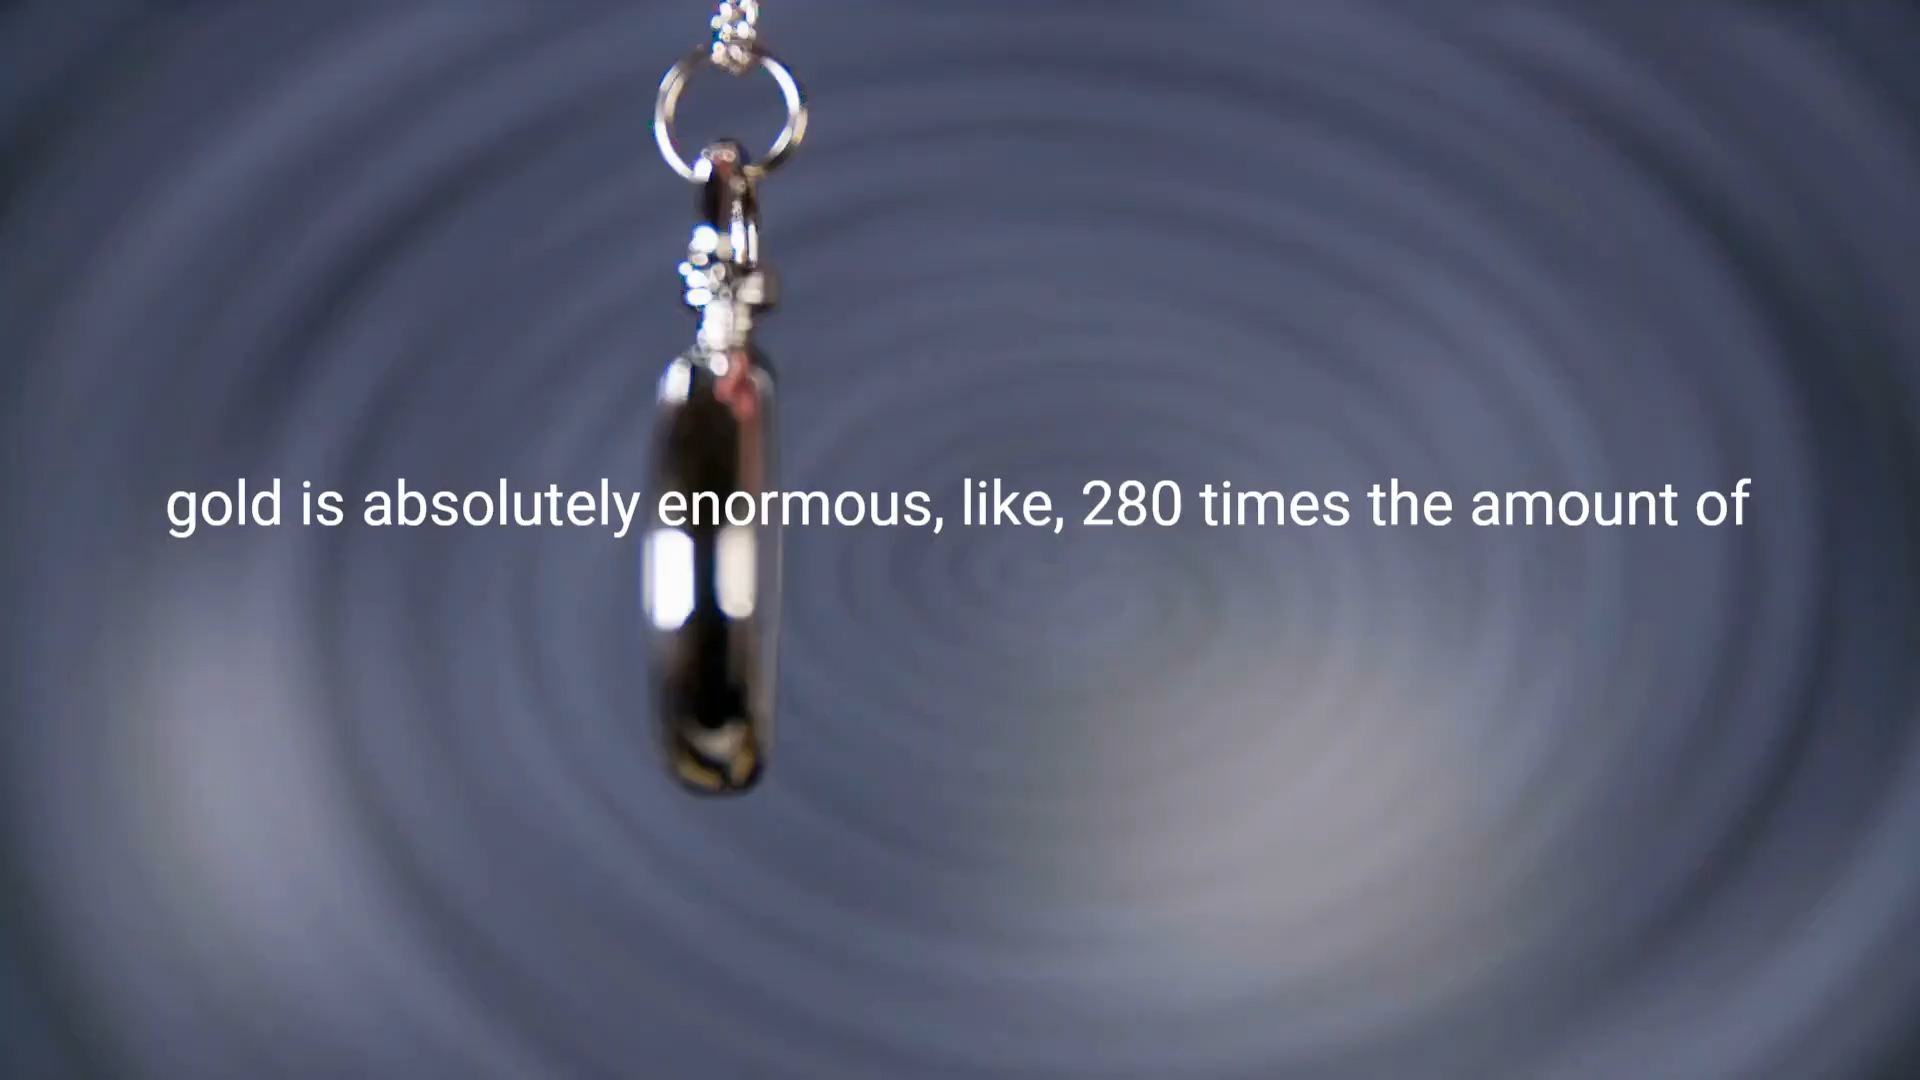 gold is absolutely enormous, like, 280 times the amount of